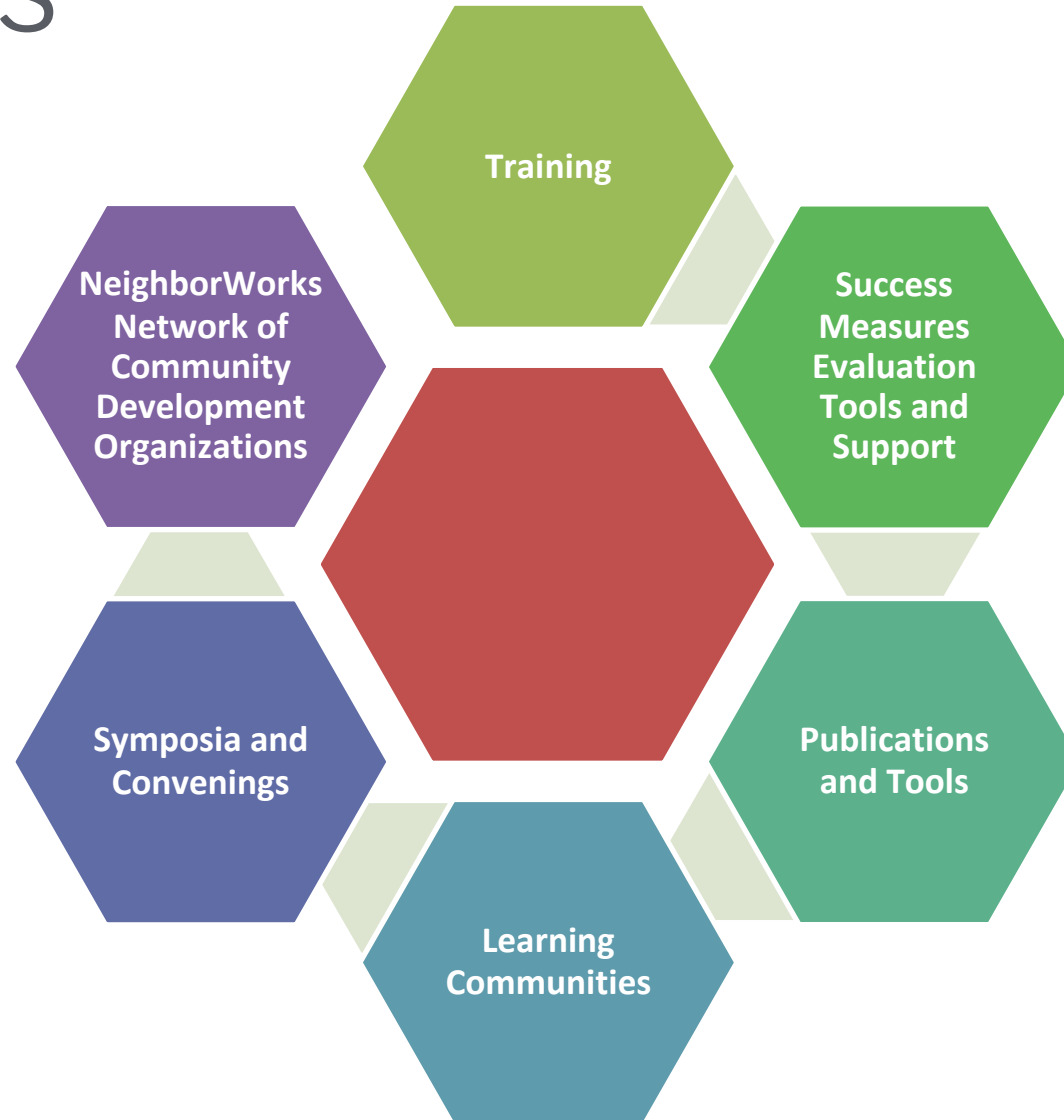 S
Training
NeighborWorks
Network of
Community
Development
Organizations
Success
Measures
Evaluation
Tools and
Support
Symposia and
Convenings
Publications
and Tools
Learning
Communities